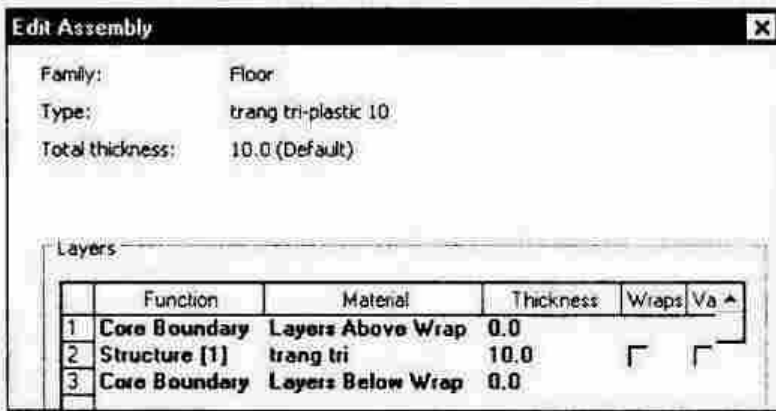 Edit Assembly
Family: Floor
Type: trang tri-plastic 10
Total thickness: 10.0 (Default)
Layers
Function Material Thickness Wraps Va
1 Core Boundary Layers Above Wrap 0.0
2 Structure [1] trang tri 10.0
3 Core Boundary Layers Below Wrap 0.0